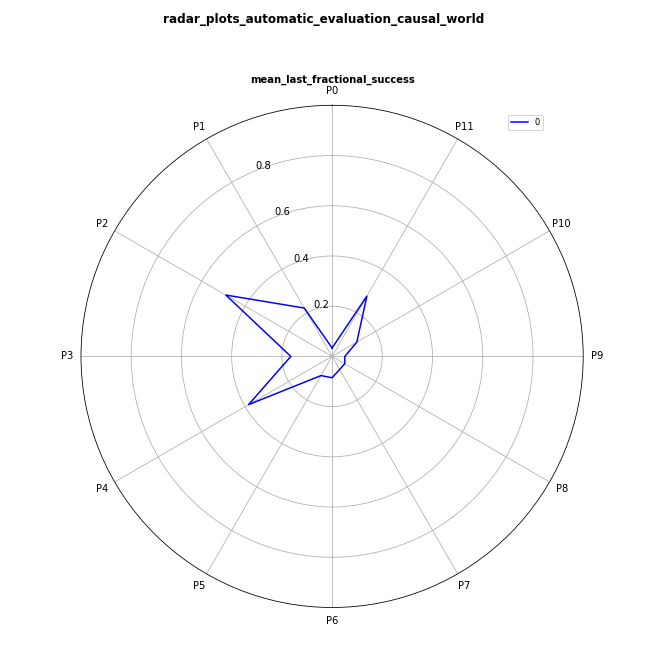 radar_plots_automatic_evaluation_causal_world
mean_last_fractional_success
P0
P1
P11
0
0.8
P2
0.6
P10
0.4
0.2
P3
P9
P4
P8
P5
P7
P6